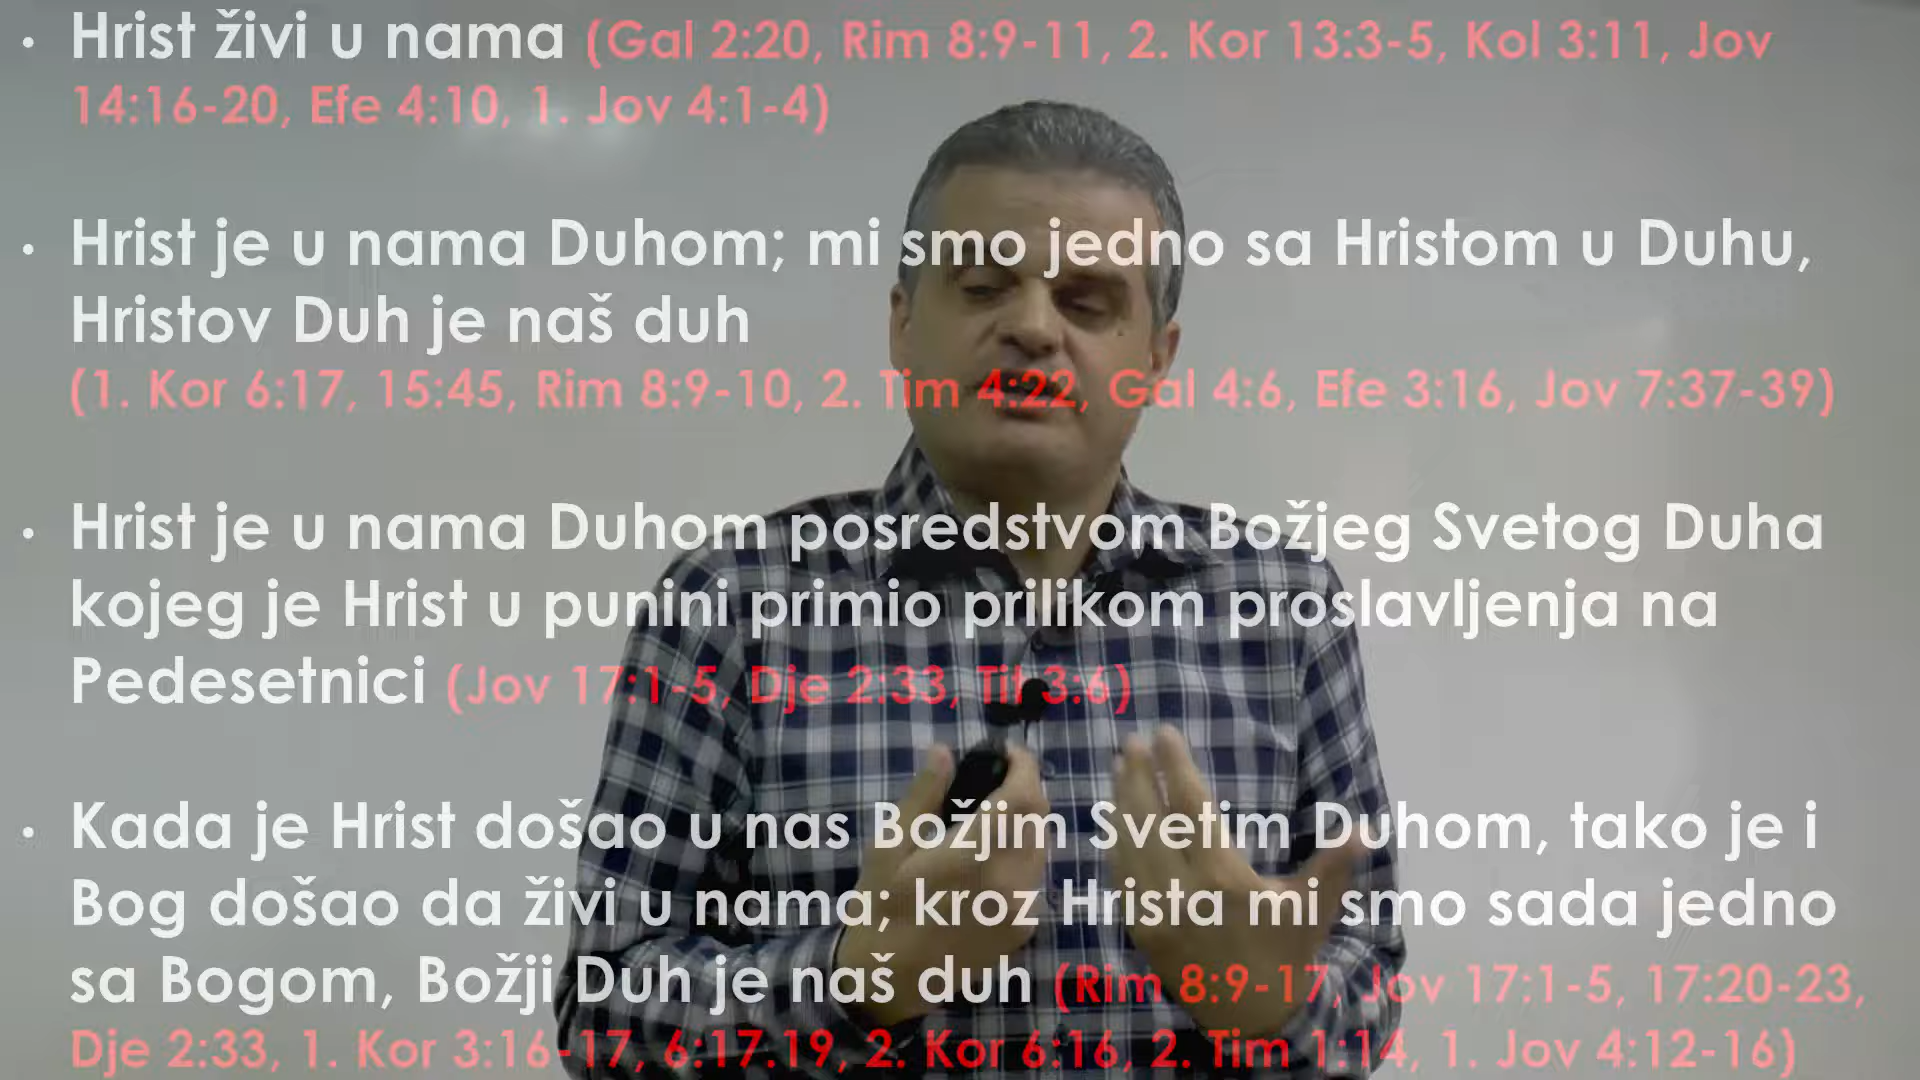 • Hrist živi u nama (Gal 2:20, Rim 8:9-11, 2. Kor 13:3-5, Kol 3:11, Jov
14:16-20, Efe 4:10, 1. Jov 4:1-4)
• Hrist je u nama Duhom; mi smo jedno sa Hristom u Duhu,
Hristov Duh je naš duh
(1. Kor 6:17, 15:45, Rim 8:9-10, 2. Tim 4:22, Gal 4:6, Efe 3:16, Jov 7:37-39)
• Hrist je u nama Duhom posredstvom Božjeg Svetog Duha
kojeg je Hrist u punini primio prilikom proslavljenja na
Pedesetnici (Jov 17:1-5, Dje 2:33, Tit 3:6)
• Kada je Hrist došao u nas Božjim Svetim Duhom, tako je i
Bog došao da živi u nama; kroz Hrista mi smo sada jedno
sa Bogom, Božji Duh je naš duh (Rim 8:9-17, Jov 17:1-5, 17:20-23,
Dje 2:33, 1. Kor 3:16-17, 6:17.19, 2. Kor 6:16, 2. Tim 1:14, 1. Jov 4:12-16)